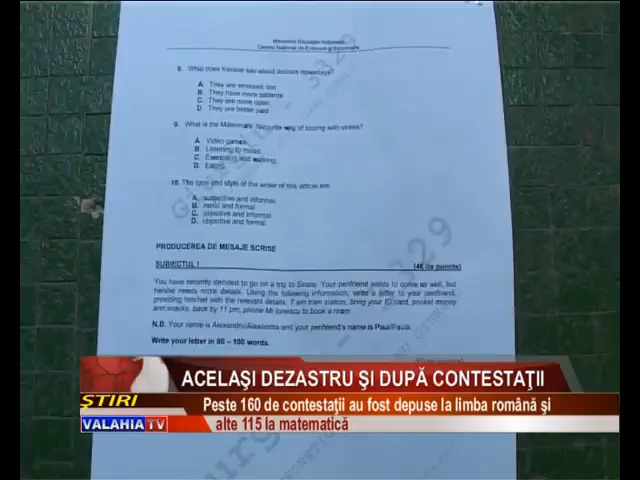 Ministerul Educaţiei Naţionale
Centrul Naţional de Evaluare şi Examinare
8. What does Kessler say about doctors nowadays?
A. They are stressed, too.
B. They have more patients.
C. They are more open.
D. They are better paid.
9. What is the Millennials' favourite way of coping with stress?
A. Video games.
B. Listening to music.
C. Exercising and walking.
D. Eating.
10. The tone and style of the writer of this article are
A. subjective and informal.
B. and formal.
C. objective and informal.
D. objective and formal.
PRODUCEREA DE MESAJE SCRISE
SUBIECTUL I (40 de puncte)
You have recently decided to go on a trip to Sinaia. Your penfriend wants to come as well, but
he/she needs more details. Using the following information, write a letter to your penfriend,
providing him/her with the relevant details: 7 am train station, bring your ID card, pocket money
and snacks, back by 11 pm, phone Mr Ionescu to book a room.
N.B. Your name is Alexandru/Alexandra and your penfriend's name is Paul/Paula.
Write your letter in 80 – 100 words.
3329
ACELAŞI DEZASTRU ŞI DUPĂ CONTESTAŢII
ŞTIRI
Peste 160 de contestaţii au fost depuse la limba română şi
VALAHIA TV
alte 115 la matematică